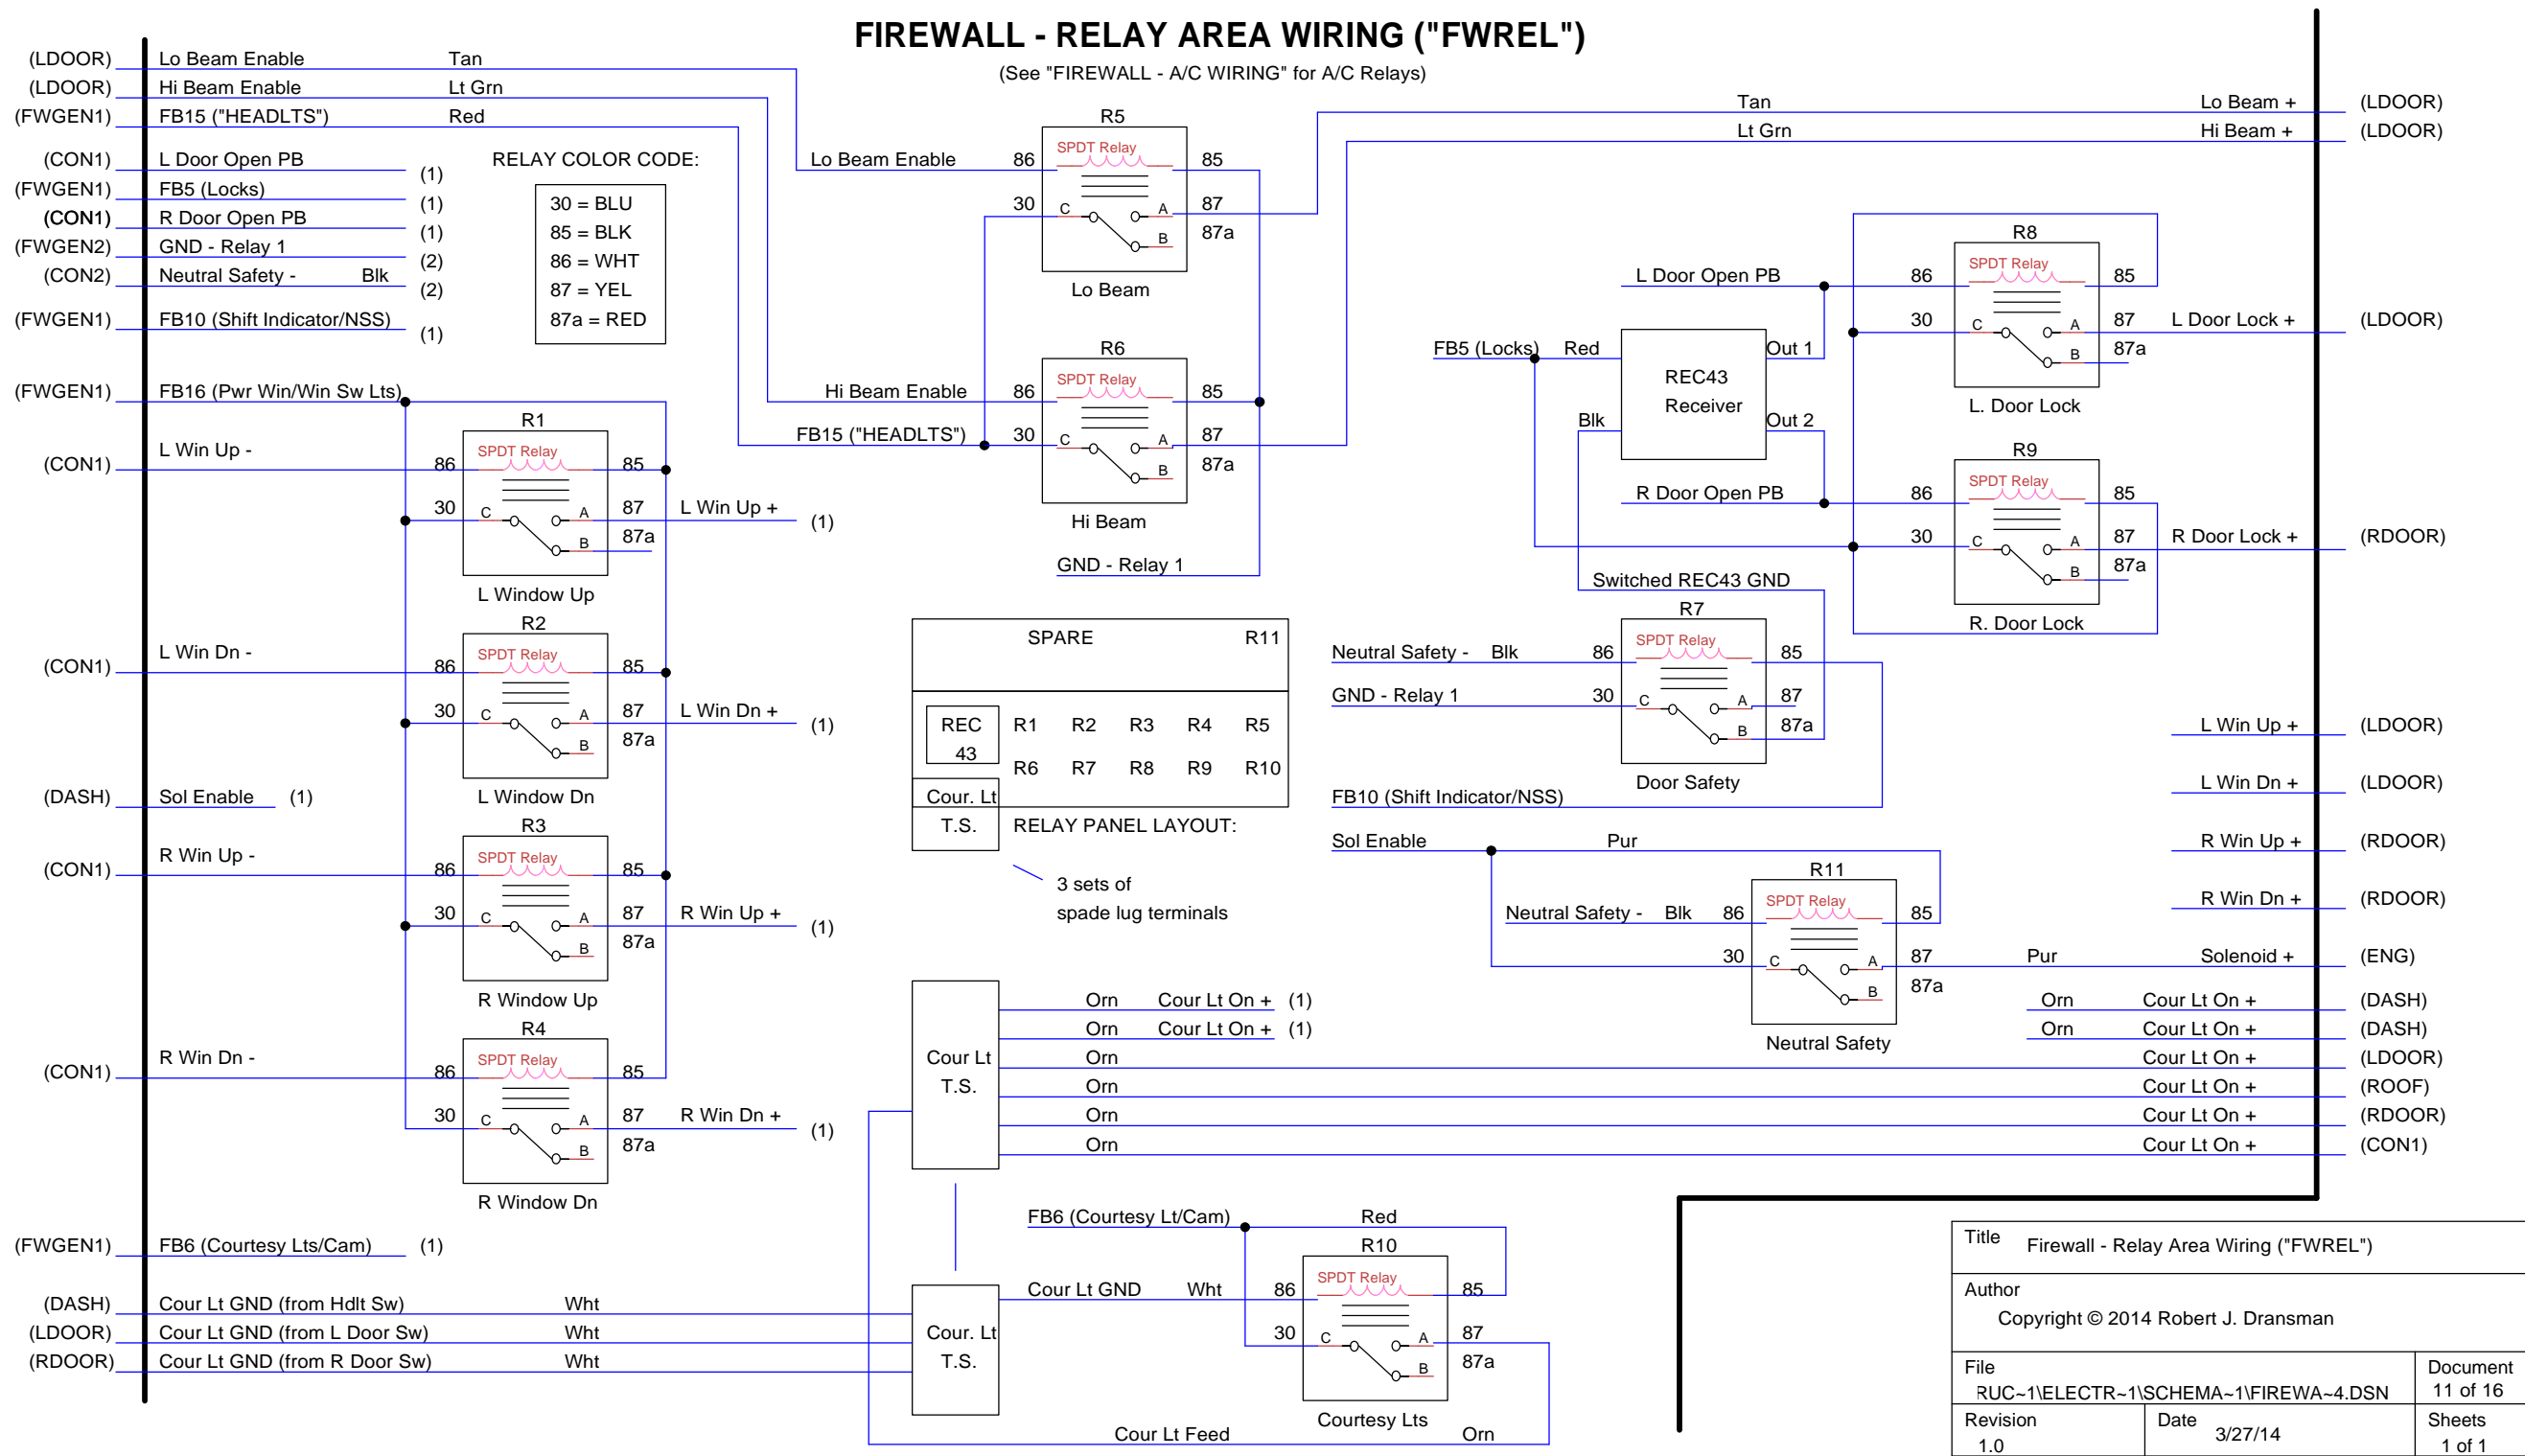 FIREWALL - RELAY AREA WIRING ("FWREL")
(See "FIREWALL - A/C WIRING" for A/C Relays)
(LDOOR) Lo Beam Enable Tan
(LDOOR) Hi Beam Enable Lt Grn
(FWGEN1) FB15 ("HEADLTS") Red
(CON1) L Door Open PB (1)
(FWGEN1) FB5 (Locks) (1)
(CON1) R Door Open PB (1)
(FWGEN2) GND - Relay 1 (2)
(CON2) Neutral Safety - Blk (2)
(FWGEN1) FB10 (Shift Indicator/NSS) (1)
RELAY COLOR CODE:
30 = BLU
85 = BLK
86 = WHT
87 = YEL
87a = RED
(FWGEN1) FB16 (Pwr Win/Win Sw Lts)
R1
(CON1) L Win Up - 86 SPDT Relay 85
30 C A 87 L Win Up + (1)
B 87a
L Window Up
R2
(CON1) L Win Dn - 86 SPDT Relay 85
30 C A 87 L Win Dn + (1)
B 87a
L Window Dn
(DASH) Sol Enable (1)
R3
(CON1) R Win Up - 86 SPDT Relay 85
30 C A 87 R Win Up + (1)
B 87a
R Window Up
R4
(CON1) R Win Dn - 86 SPDT Relay 85
30 C A 87 R Win Dn + (1)
B 87a
R Window Dn
(FWGEN1) FB6 (Courtesy Lts/Cam) (1)
(DASH) Cour Lt GND (from Hdlt Sw) Wht
(LDOOR) Cour Lt GND (from L Door Sw) Wht
(RDOOR) Cour Lt GND (from R Door Sw) Wht
R5
Lo Beam Enable 86 SPDT Relay 85
30 C A 87
B 87a
Lo Beam
R6
Hi Beam Enable 86 SPDT Relay 85
FB15 ("HEADLTS") 30 C A 87
B 87a
Hi Beam
GND - Relay 1
SPARE R11
REC 43
R1 R2 R3 R4 R5
R6 R7 R8 R9 R10
Cour. Lt
T.S.
RELAY PANEL LAYOUT:
3 sets of
spade lug terminals
Tan Lo Beam + (LDOOR)
Lt Grn Hi Beam + (LDOOR)
R8
L Door Open PB 86 SPDT Relay 85
30 C A 87 L Door Lock + (LDOOR)
B 87a
L. Door Lock
FB5 (Locks) Red Out 1
REC43
Receiver
Blk Out 2
R9
R Door Open PB 86 SPDT Relay 85
30 C A 87 R Door Lock + (RDOOR)
B 87a
R. Door Lock
Switched REC43 GND
R7
Neutral Safety - Blk 86 SPDT Relay 85
GND - Relay 1 30 C A 87
B 87a
Door Safety
FB10 (Shift Indicator/NSS)
L Win Up + (LDOOR)
L Win Dn + (LDOOR)
R Win Up + (RDOOR)
R Win Dn + (RDOOR)
Sol Enable Pur
R11
Neutral Safety - Blk 86 SPDT Relay 85
30 C A 87 Pur Solenoid + (ENG)
B 87a
Neutral Safety
Cour Lt
T.S.
Orn Cour Lt On + (1)
Orn Cour Lt On + (1)
Orn Cour Lt On + (DASH)
Orn Cour Lt On + (DASH)
Orn Cour Lt On + (LDOOR)
Orn Cour Lt On + (ROOF)
Orn Cour Lt On + (RDOOR)
Orn Cour Lt On + (CON1)
FB6 (Courtesy Lt/Cam) Red
R10
Cour. Lt
T.S.
Cour Lt GND Wht 86 SPDT Relay 85
30 C A 87
B 87a
Courtesy Lts
Cour Lt Feed Orn
Title Firewall - Relay Area Wiring ("FWREL")
Author
Copyright © 2014 Robert J. Dransman
File
RUC~1\ELECTR~1\SCHEMA~1\FIREWA~4.DSN
Document
11 of 16
Revision
1.0
Date 3/27/14
Sheets
1 of 1